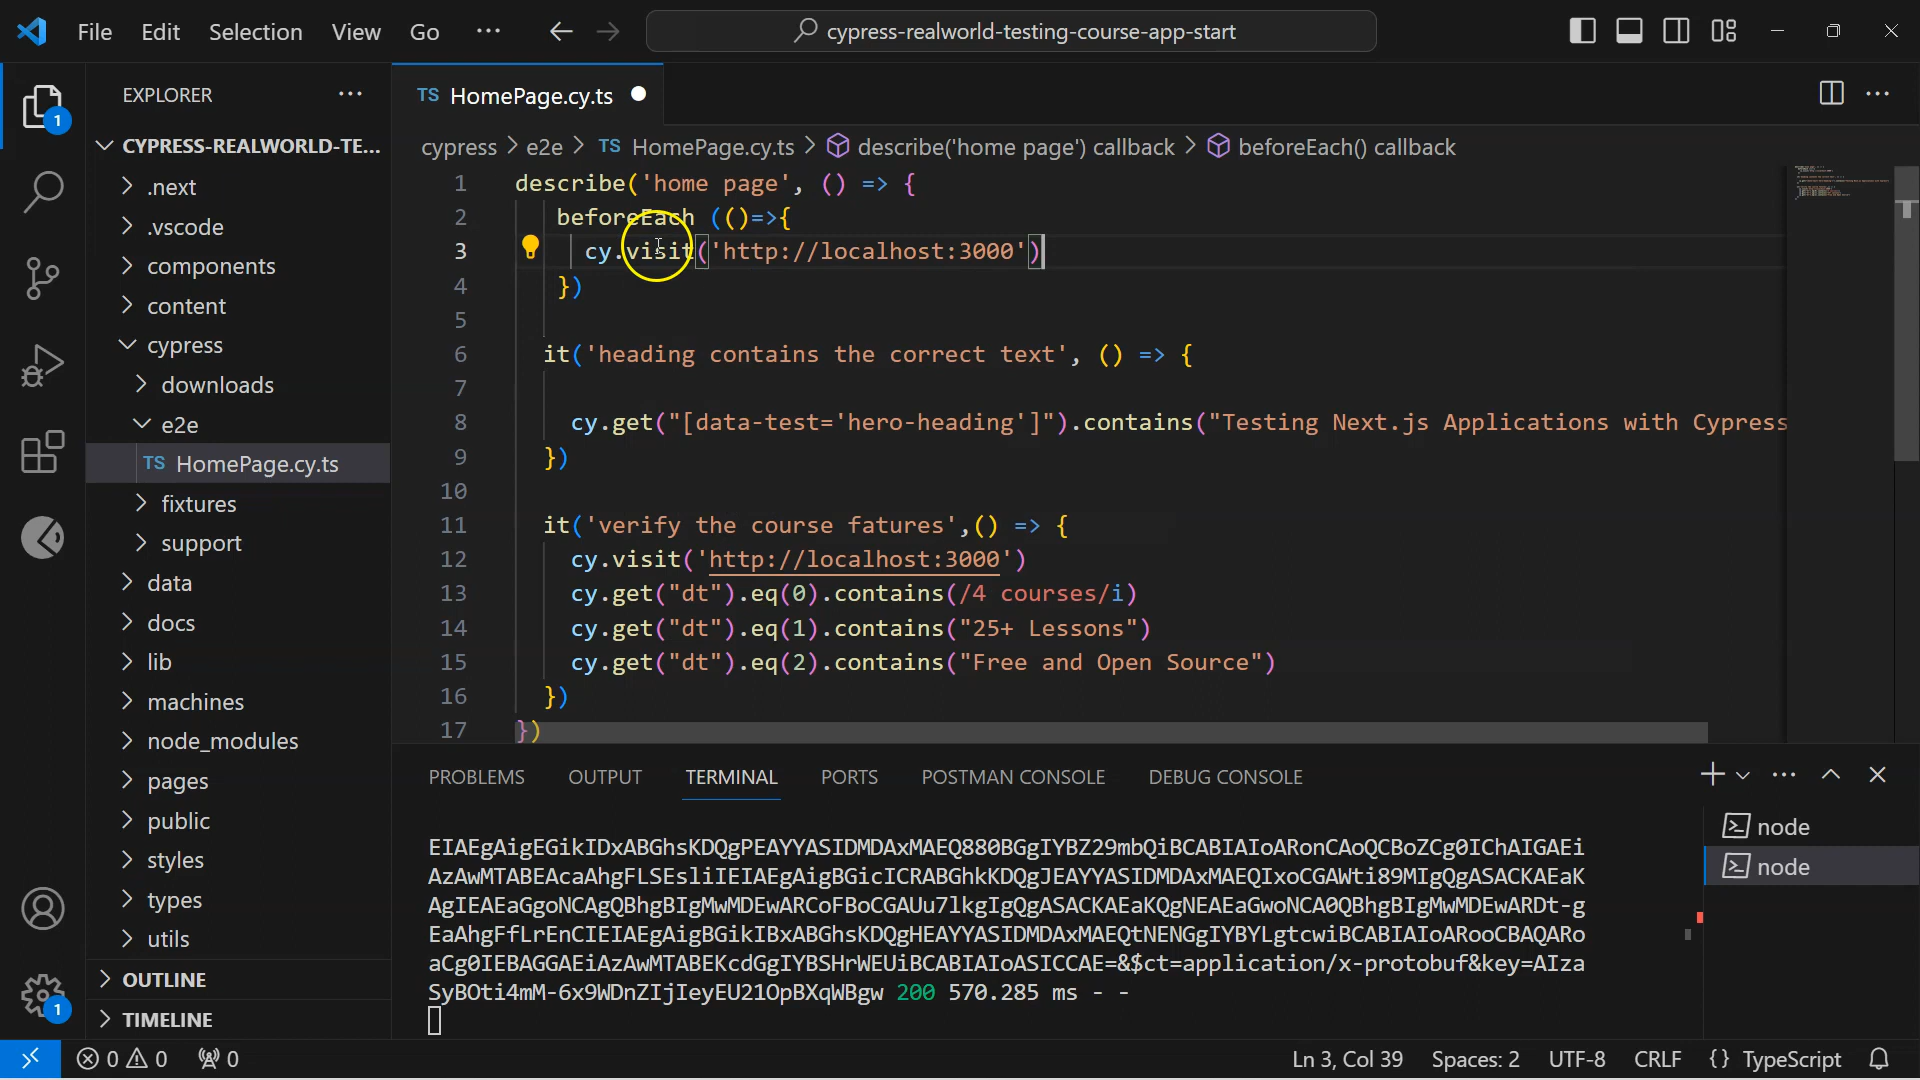 File Edit Selection View Go ··· cypress-realworld-testing-course-app-start
EXPLORER ···
1
CYPRESS-REALWORLD-TE...
.next
.vscode
components
content
cypress
downloads
e2e
TS HomePage.cy.ts
fixtures
support
data
docs
lib
machines
node_modules
pages
public
styles
types
utils
OUTLINE
TIMELINE
1
TS HomePage.cy.ts
cypress > e2e > TS HomePage.cy.ts > describe('home page') callback > beforeEach() callback
1 describe('home page', () => {
2 beforeEach (()=>{
3 cy.visit('http://localhost:3000')
4 })
5
6 it('heading contains the correct text', () => {
7
8 cy.get("[data-test='hero-heading']").contains("Testing Next.js Applications with Cypress
9 })
10
11 it('verify the course fatures',() => {
12 cy.visit('http://localhost:3000')
13 cy.get("dt").eq(0).contains(/4 courses/i)
14 cy.get("dt").eq(1).contains("25+ Lessons")
15 cy.get("dt").eq(2).contains("Free and Open Source")
16 })
17 })
PROBLEMS OUTPUT TERMINAL PORTS POSTMAN CONSOLE DEBUG CONSOLE
EIAEgAigEGikIDxABGhsKDQgPEAYYASIDMDAxMAEQ880BGgIYBZ29mbQiBCABIAIoARonCAoQCBoZCg0IChAIGAEi
AzAwMTABEAcaAhgFLSEsliIEIAEgAigBGicICRABGhkKDQgJEAYYASIDMDAxMAEQIxoCGAWti89MIgQgASACKAEaK
AgIEAEaGgoNCAgQBhgBIgMwMDEwARCoFBoCGAUu7lkgIgQgASACKAEaKQgNEAEaGwoNCA0QBhgBIgMwMDEwARDt-g
EaAhgFfLrEnCIEIAEgAigBGikIBxABGhsKDQgHEAYYASIDMDAxMAEQtNENGgIYBYLgtcwiBCABIAIoARooCBAQARo
aCg0IEBAGGAEiAzAwMTABEKcdGgIYBSHrWEUiBCABIAIoASICCAE=&$ct=application/x-protobuf&key=AIza
SyBOti4mM-6x9WDnZIjIeyEU21OpBXqWBgw 200 570.285 ms - -
node
node
0 0 0 Ln 3, Col 39 Spaces: 2 UTF-8 CRLF {} TypeScript